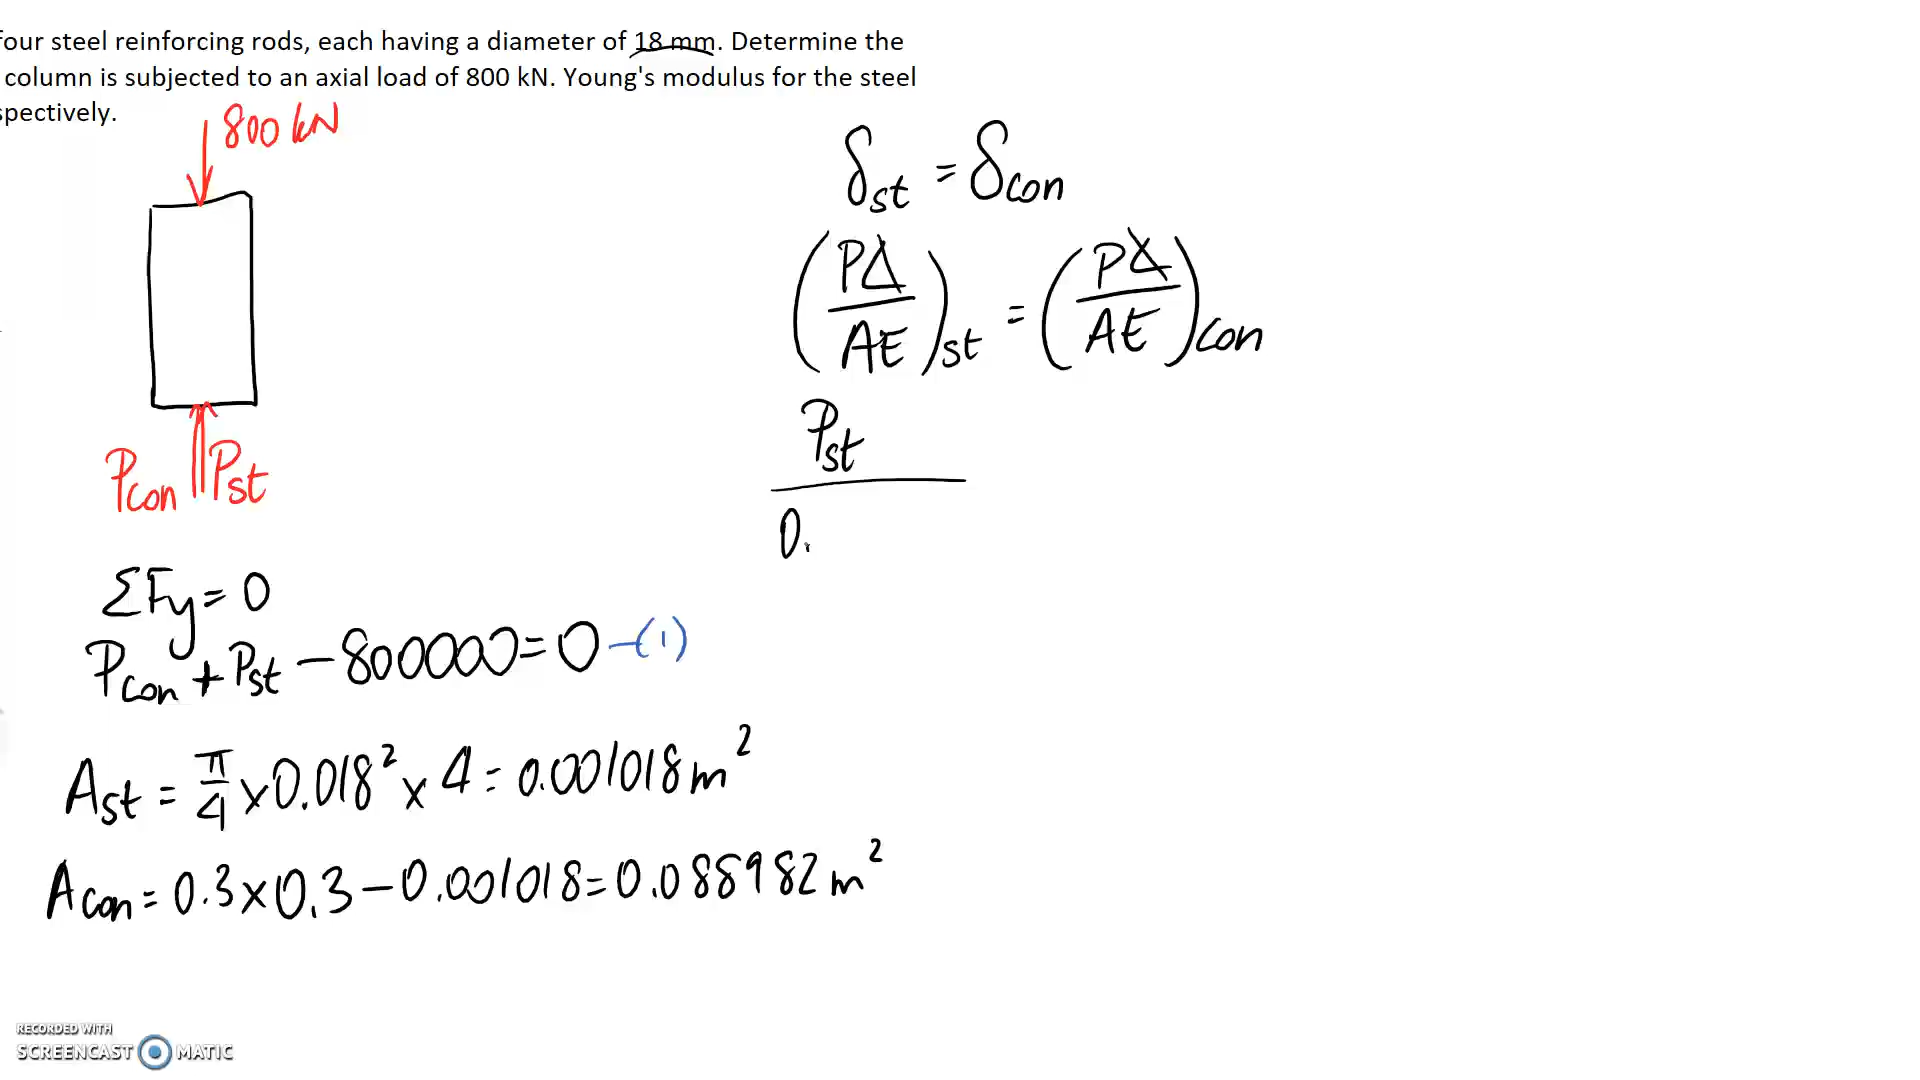 four steel reinforcing rods, each having a diameter of 18 mm. Determine the
column is subjected to an axial load of 800 kN. Young's modulus for the steel
spectively.
800 kN
Pcon Pst
ΣFy = 0
Pcon + Pst − 800000 = 0 −(1)
Ast = π/4 × 0.018² × 4 = 0.001018 m²
Acon = 0.3 × 0.3 − 0.001018 = 0.088982 m²
δst = δcon
(PL/AE)st = (PL/AE)con
Pst
0.
RECORDED WITH
SCREENCAST MATIC